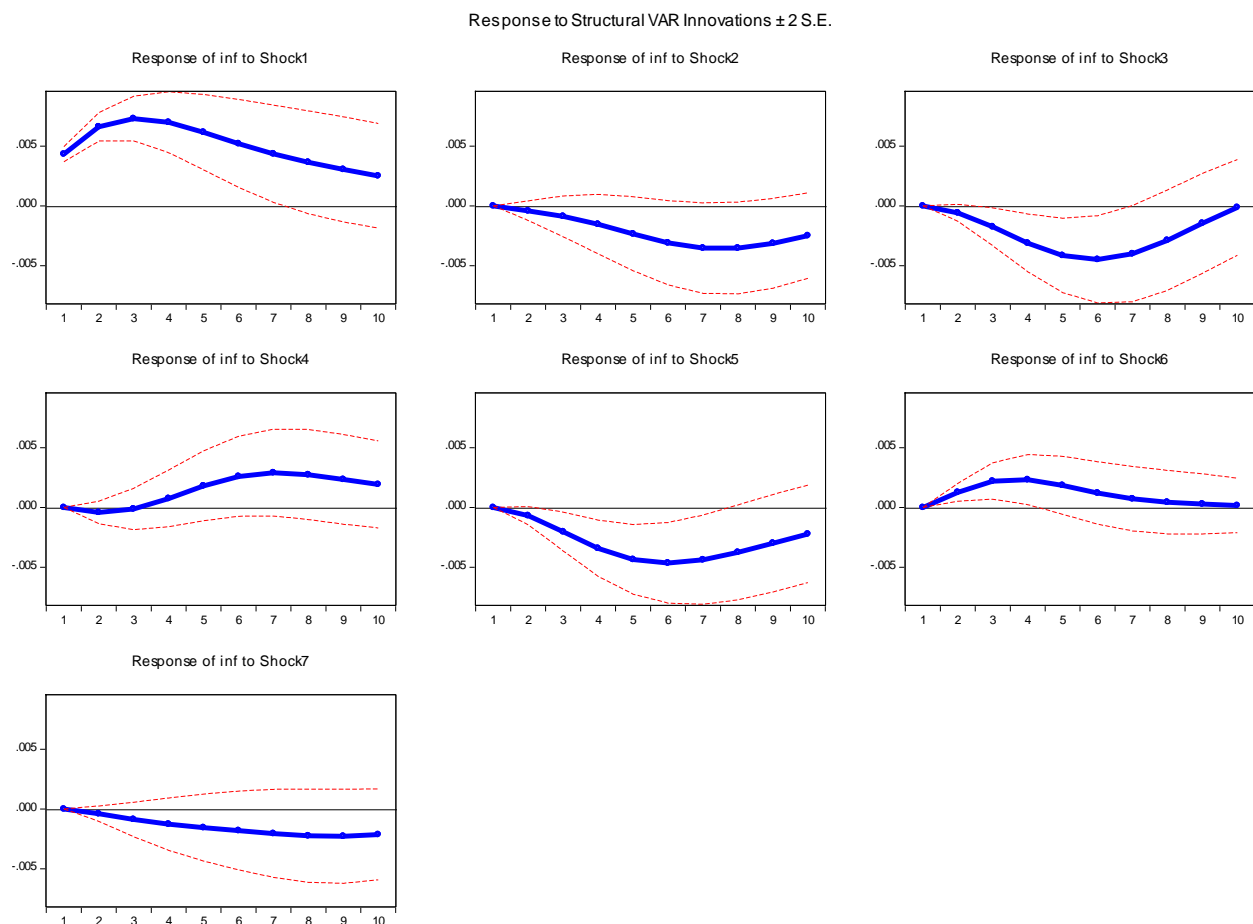 Response to Structural VAR Innovations ± 2 S.E.
Response of inf to Shock1
.005
.000
-.005
1 2 3 4 5 6 7 8 9 10
Response of inf to Shock2
.005
.000
-.005
1 2 3 4 5 6 7 8 9 10
Response of inf to Shock3
.005
.000
-.005
1 2 3 4 5 6 7 8 9 10
Response of inf to Shock4
.005
.000
-.005
1 2 3 4 5 6 7 8 9 10
Response of inf to Shock5
.005
.000
-.005
1 2 3 4 5 6 7 8 9 10
Response of inf to Shock6
.005
.000
-.005
1 2 3 4 5 6 7 8 9 10
Response of inf to Shock7
.005
.000
-.005
1 2 3 4 5 6 7 8 9 10